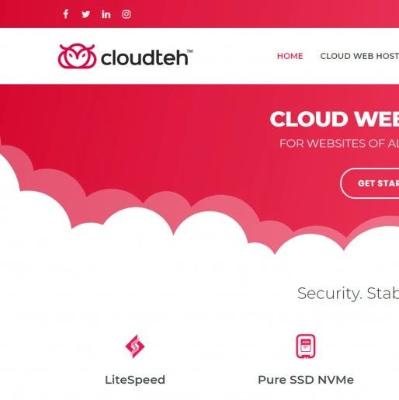 cloudteh™
HOME CLOUD WEB HOST
CLOUD WEB
FOR WEBSITES OF AL
GET STAR
Security. Stab
LiteSpeed
Pure SSD NVMe